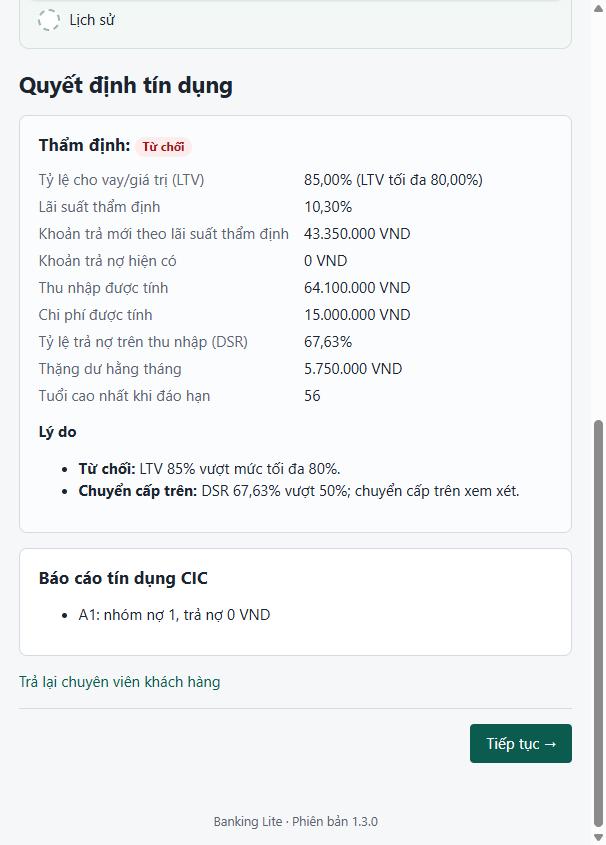 Lịch sử
Quyết định tín dụng
Thẩm định: Từ chối
Tỷ lệ cho vay/giá trị (LTV) 85,00% (LTV tối đa 80,00%)
Lãi suất thẩm định 10,30%
Khoản trả mới theo lãi suất thẩm định 43.350.000 VND
Khoản trả nợ hiện có 0 VND
Thu nhập được tính 64.100.000 VND
Chi phí được tính 15.000.000 VND
Tỷ lệ trả nợ trên thu nhập (DSR) 67,63%
Thặng dư hằng tháng 5.750.000 VND
Tuổi cao nhất khi đáo hạn 56
Lý do
• Từ chối: LTV 85% vượt mức tối đa 80%.
• Chuyển cấp trên: DSR 67,63% vượt 50%; chuyển cấp trên xem xét.
Báo cáo tín dụng CIC
• A1: nhóm nợ 1, trả nợ 0 VND
Trả lại chuyên viên khách hàng
Tiếp tục →
Banking Lite · Phiên bản 1.3.0